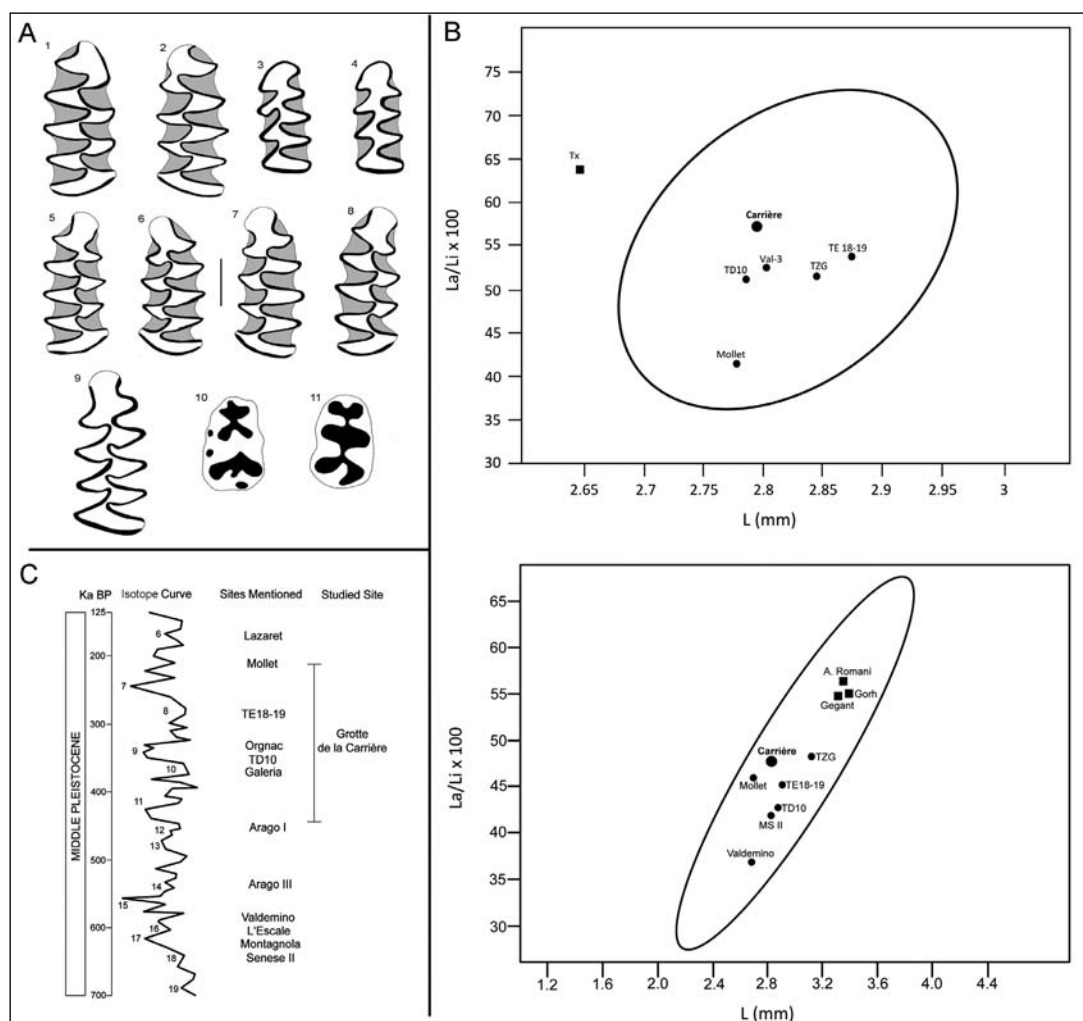 A
1
2
3
4
5
6
7
8
9
10
11
B
La/Li x 100
75
70
65
60
55
50
45
40
35
30
Tx
Carrière
TE 18-19
Val-3
TD10
TZG
Mollet
2.65 2.7 2.75 2.8 2.85 2.9 2.95 3
L (mm)
La/Li x 100
65
60
55
50
45
40
35
30
A. Romani
Gorh
Gegant
Carrière
TZG
Mollet
TE18-19
TD10
MS II
Valdemino
1.2 1.6 2.0 2.4 2.8 3.2 3.6 4.0 4.4
L (mm)
C
Ka BP Isotope Curve Sites Mentioned Studied Site
MIDDLE PLEISTOCENE
125
200
300
400
500
600
700
6
7
8
9
10
11
12
13
14
15
16
17
18
19
Lazaret
Mollet
TE18-19
Orgnac
TD10
Galeria
Arago I
Arago III
Valdemino
L'Escale
Montagnola
Senese II
Grotte
de la Carrière